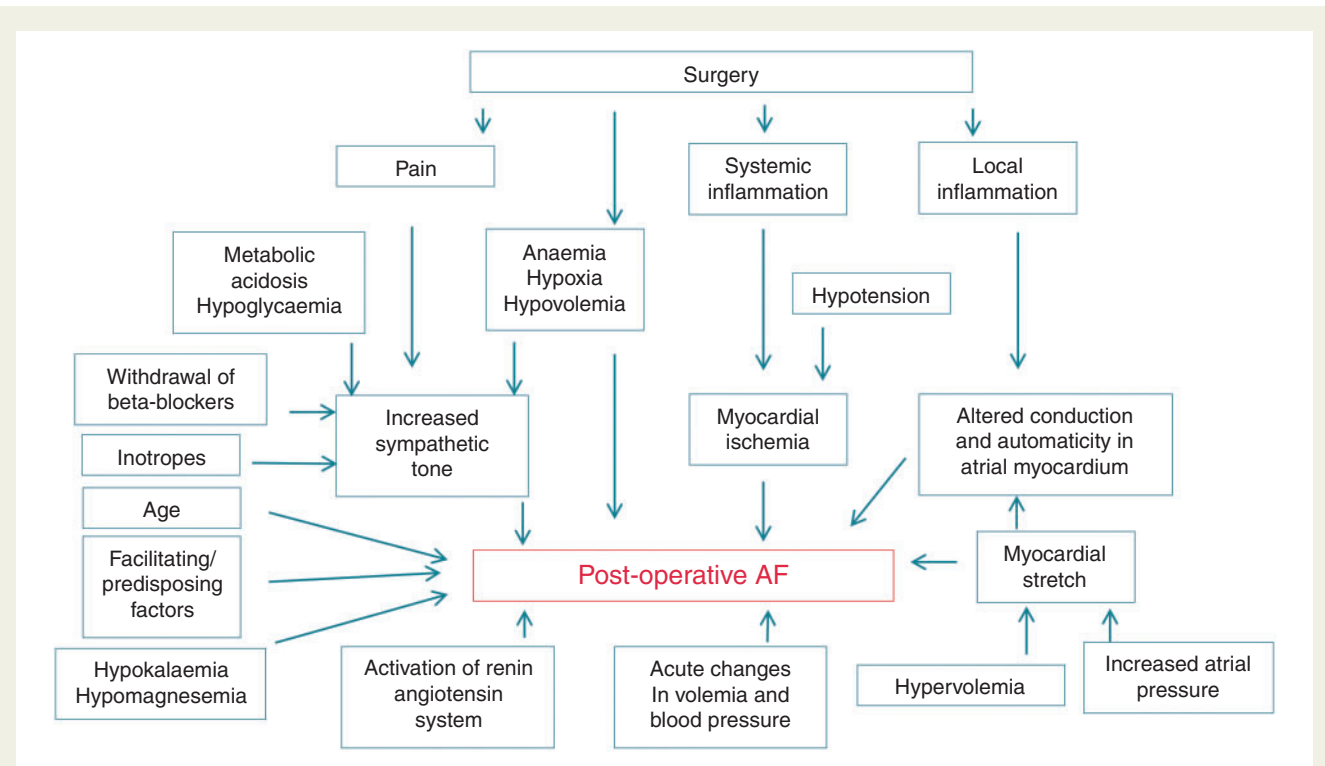 Surgery
Pain
Systemic
inflammation
Local
inflammation
Metabolic
acidosis
Hypoglycaemia
Anaemia
Hypoxia
Hypovolemia
Hypotension
Withdrawal of
beta-blockers
Increased
sympathetic
tone
Myocardial
ischemia
Altered conduction
and automaticity in
atrial myocardium
Inotropes
Age
Facilitating/
predisposing
factors
Post-operative AF
Myocardial
stretch
Hypokalaemia
Hypomagnesemia
Activation of renin
angiotensin
system
Acute changes
In volemia and
blood pressure
Hypervolemia
Increased atrial
pressure